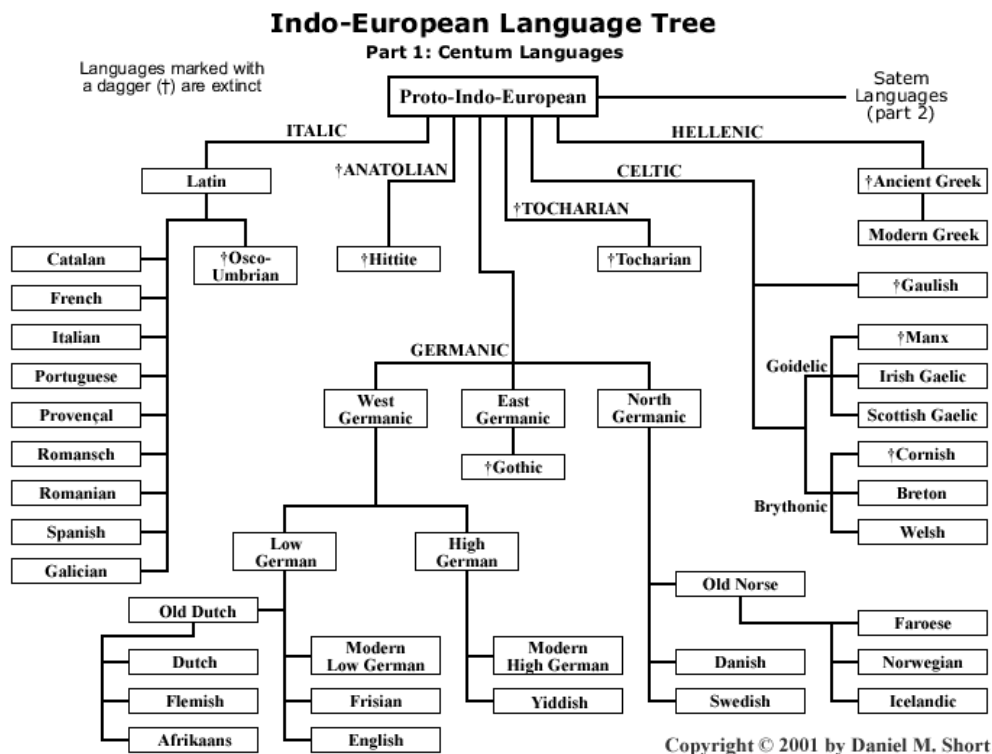 Indo-European Language Tree
Part 1: Centum Languages
Languages marked with
a dagger (†) are extinct
Proto-Indo-European
Satem
Languages
(part 2)
ITALIC
HELLENIC
†ANATOLIAN
CELTIC
†TOCHARIAN
Latin
†Ancient Greek
Modern Greek
†Osco-
Umbrian
†Hittite
†Tocharian
Catalan
French
Italian
Portuguese
Provençal
Romansch
Romanian
Spanish
Galician
†Gaulish
Goidelic
†Manx
Irish Gaelic
Scottish Gaelic
Brythonic
†Cornish
Breton
Welsh
GERMANIC
West
Germanic
East
Germanic
North
Germanic
†Gothic
Low
German
High
German
Old Norse
Old Dutch
Dutch
Flemish
Afrikaans
Modern
Low German
Frisian
English
Modern
High German
Yiddish
Danish
Swedish
Faroese
Norwegian
Icelandic
Copyright © 2001 by Daniel M. Short